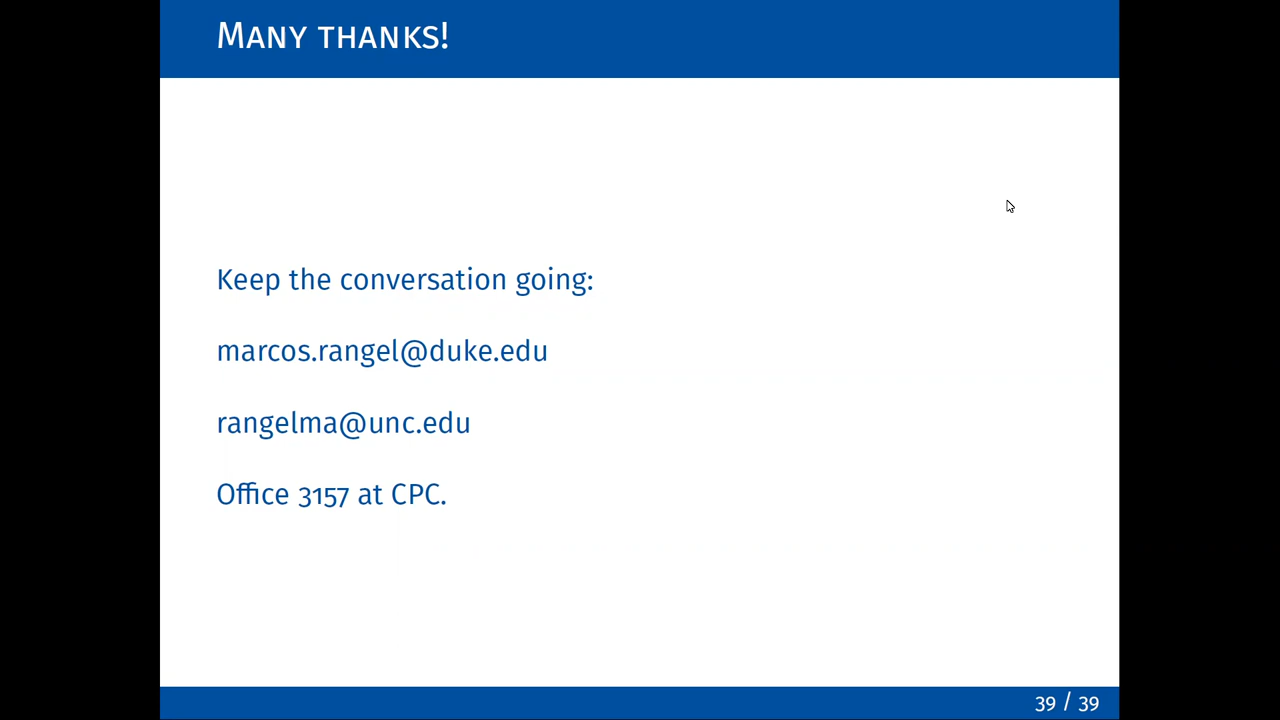 Many thanks!
Keep the conversation going:
marcos.rangel@duke.edu
rangelma@unc.edu
Office 3157 at CPC.
39 / 39